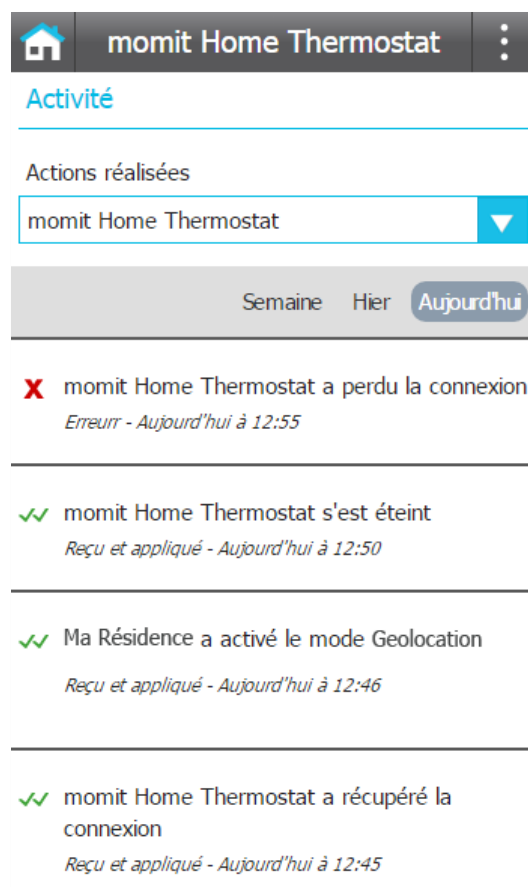 momit Home Thermostat
Activité
Actions réalisées
momit Home Thermostat
Semaine Hier Aujourd'hui
momit Home Thermostat a perdu la connexion
Erreurr - Aujourd'hui à 12:55
momit Home Thermostat s'est éteint
Reçu et appliqué - Aujourd'hui à 12:50
Ma Résidence a activé le mode Geolocation
Reçu et appliqué - Aujourd'hui à 12:46
momit Home Thermostat a récupéré la
connexion
Reçu et appliqué - Aujourd'hui à 12:45